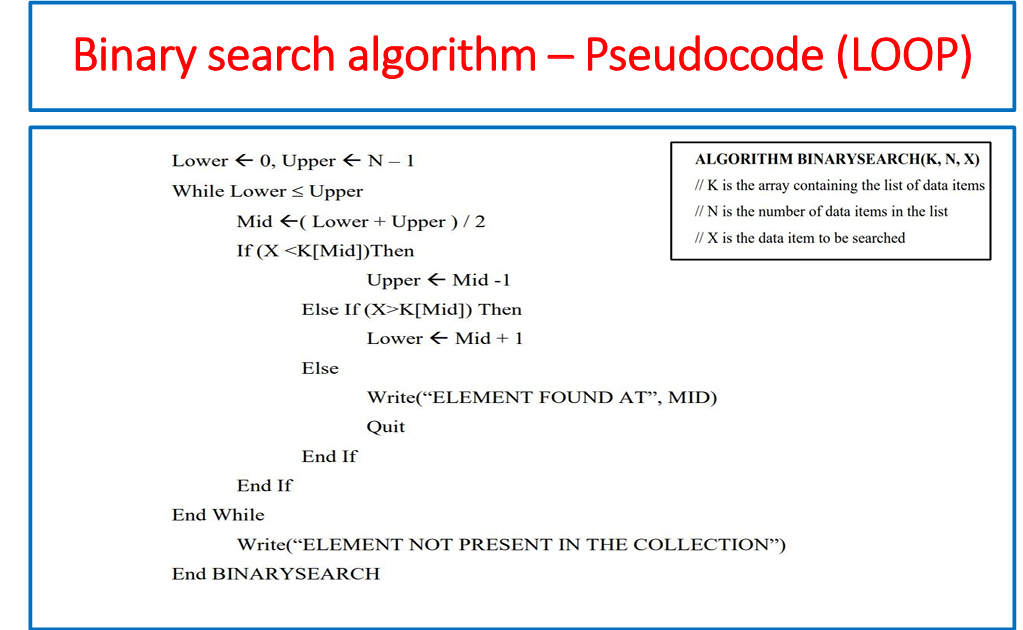 Binary search algorithm – Pseudocode (LOOP)
Lower ← 0, Upper ← N – 1
While Lower ≤ Upper
Mid ←( Lower + Upper ) / 2
If (X <K[Mid])Then
Upper ← Mid -1
Else If (X>K[Mid]) Then
Lower ← Mid + 1
Else
Write(“ELEMENT FOUND AT”, MID)
Quit
End If
End If
End While
Write(“ELEMENT NOT PRESENT IN THE COLLECTION”)
End BINARYSEARCH
ALGORITHM BINARYSEARCH(K, N, X)
// K is the array containing the list of data items
// N is the number of data items in the list
// X is the data item to be searched